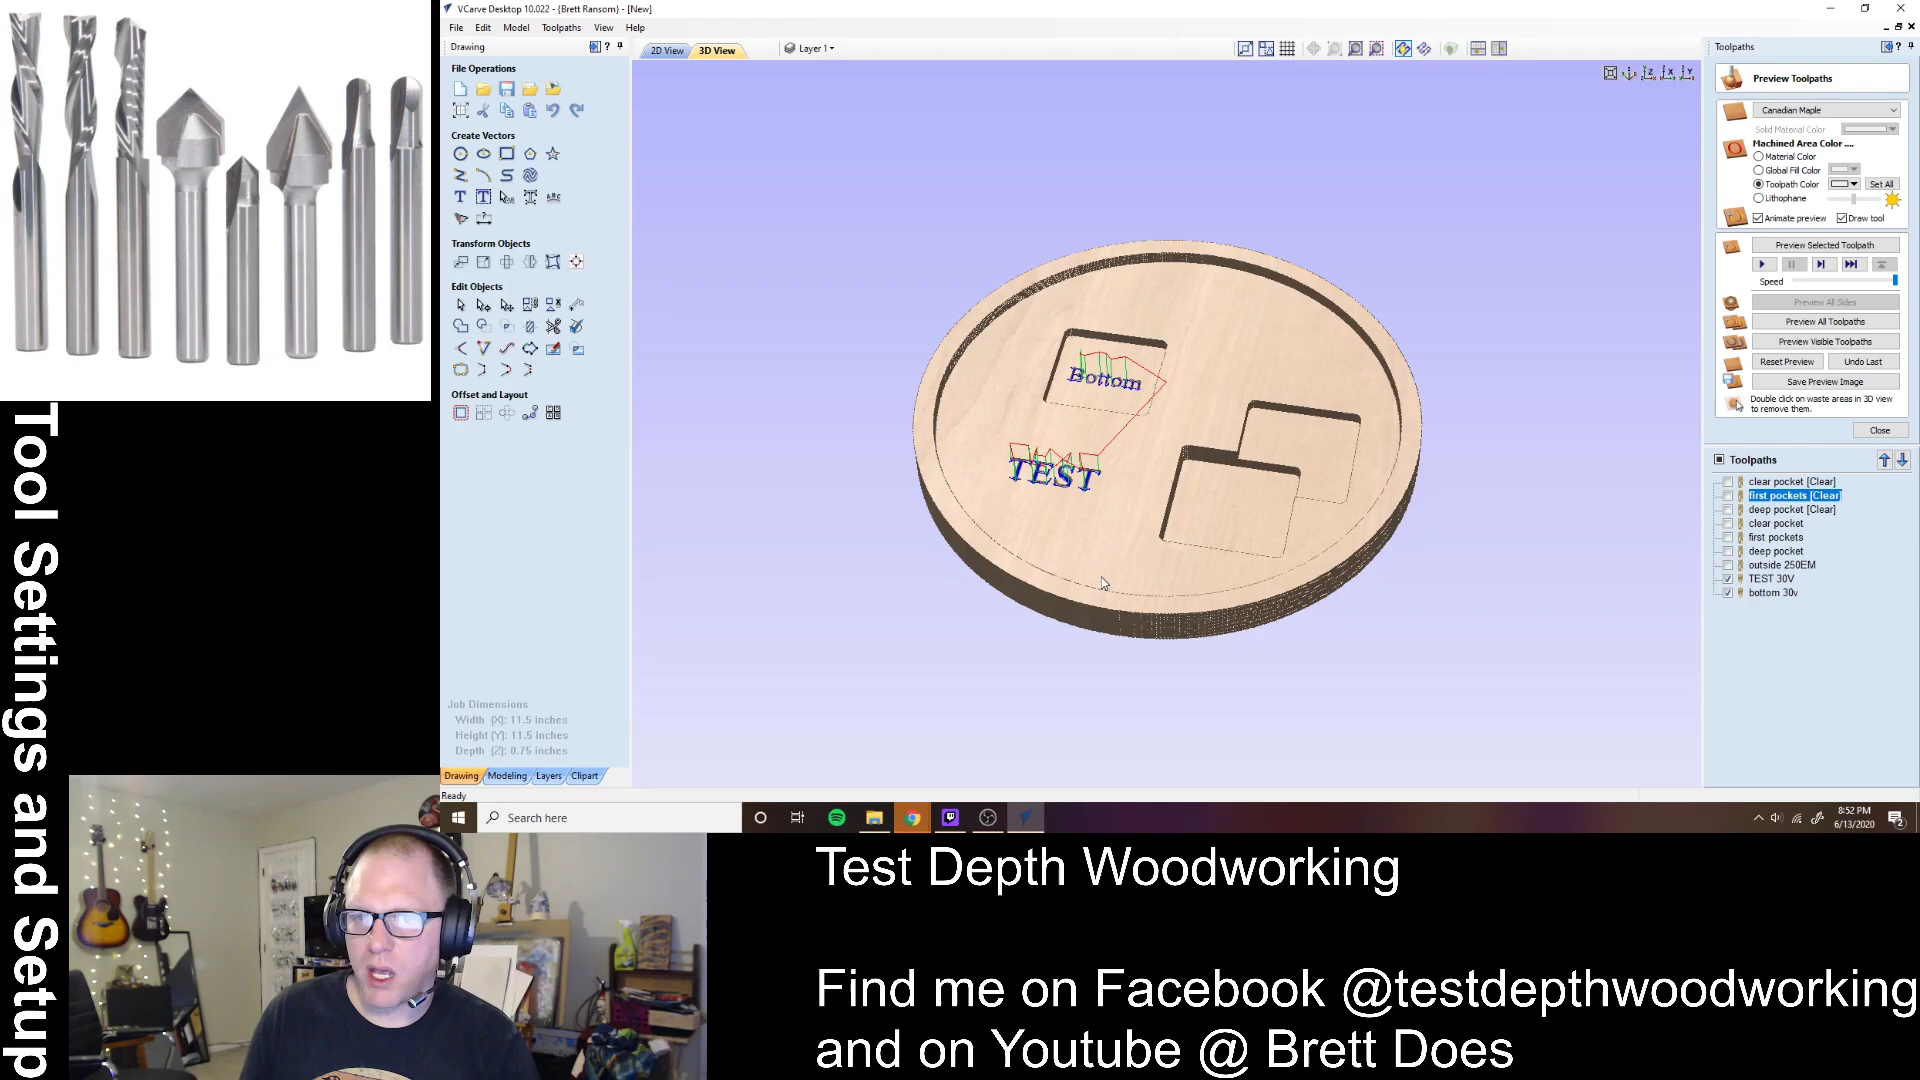 VCarve Desktop 10.022 - {Brett Ransom} - [New]
File Edit Model Toolpaths View Help
Drawing
File Operations
Create Vectors
Transform Objects
Edit Objects
Offset and Layout
Job Dimensions
Width (X): 11.5 inches
Height (Y): 11.5 inches
Depth (Z): 0.75 inches
Drawing Modeling Layers Clipart
Ready
2D View 3D View Layer 1
Bottom
TEST
Toolpaths
Preview Toolpaths
Canadian Maple
Solid Material Color
Machined Area Color ....
Material Color
Global Fill Color
Toolpath Color Set All
Lithophane
Animate preview Draw tool
Preview Selected Toolpath
Speed
Preview All Sides
Preview All Toolpaths
Preview Visible Toolpaths
Reset Preview Undo Last
Save Preview Image
Double click on waste areas in 3D view
to remove them.
Close
Toolpaths
clear pocket [Clear]
first pockets [Clear]
deep pocket [Clear]
clear pocket
first pockets
deep pocket
outside 250EM
TEST 30V
bottom 30v
Search here
8:52 PM
6/13/2020
2
Tool Settings and Setup
Test Depth Woodworking
Find me on Facebook @testdepthwoodworking
and on Youtube @ Brett Does